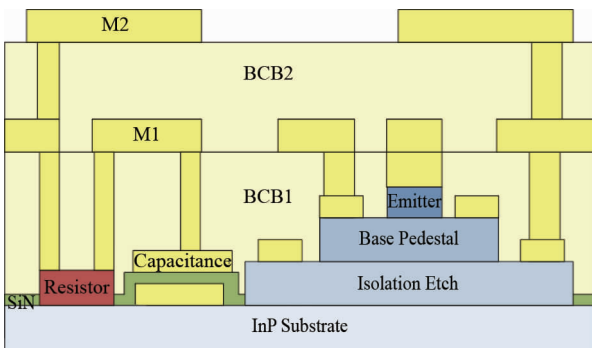 M2
BCB2
M1
BCB1
Emitter
Base Pedestal
Capacitance
Resistor
Isolation Etch
SiN
InP Substrate